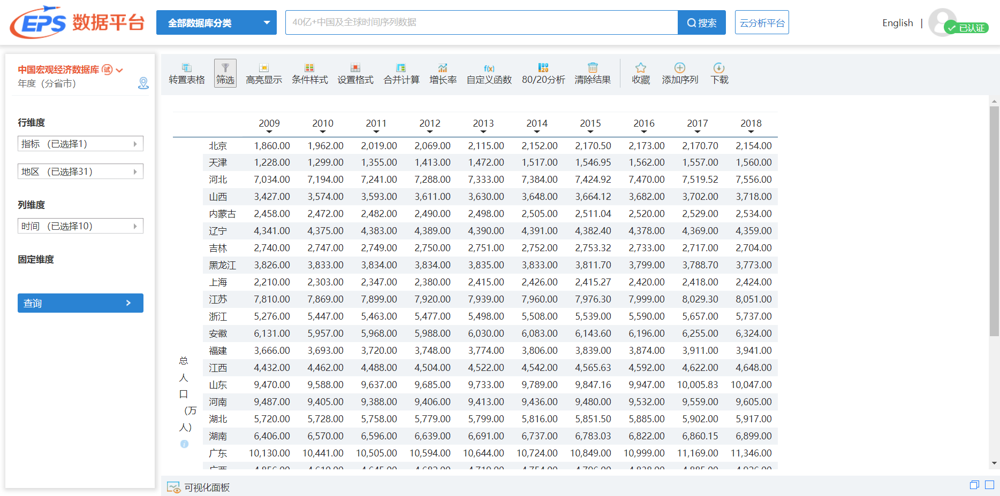 EPS 数据平台
全部数据库分类
40亿+中国及全球时间序列数据
搜索
云分析平台
English |
已认证
中国宏观经济数据库 试
年度（分省市）
行维度
指标 （已选择1）
地区 （已选择31）
列维度
时间 （已选择10）
固定维度
查询
转置表格 筛选 高亮显示 条件样式 设置格式 合并计算 增长率 自定义函数 80/20分析 清除结果 收藏 添加序列 下载
2009 2010 2011 2012 2013 2014 2015 2016 2017 2018
总人口（万人）
北京 1,860.00 1,962.00 2,019.00 2,069.00 2,115.00 2,152.00 2,170.50 2,173.00 2,170.70 2,154.00
天津 1,228.00 1,299.00 1,355.00 1,413.00 1,472.00 1,517.00 1,546.95 1,562.00 1,557.00 1,560.00
河北 7,034.00 7,194.00 7,241.00 7,288.00 7,333.00 7,384.00 7,424.92 7,470.00 7,519.52 7,556.00
山西 3,427.00 3,574.00 3,593.00 3,611.00 3,630.00 3,648.00 3,664.12 3,682.00 3,702.00 3,718.00
内蒙古 2,458.00 2,472.00 2,482.00 2,490.00 2,498.00 2,505.00 2,511.04 2,520.00 2,529.00 2,534.00
辽宁 4,341.00 4,375.00 4,383.00 4,389.00 4,390.00 4,391.00 4,382.40 4,378.00 4,369.00 4,359.00
吉林 2,740.00 2,747.00 2,749.00 2,750.00 2,751.00 2,752.00 2,753.32 2,733.00 2,717.00 2,704.00
黑龙江 3,826.00 3,833.00 3,834.00 3,834.00 3,835.00 3,833.00 3,811.70 3,799.00 3,788.70 3,773.00
上海 2,210.00 2,303.00 2,347.00 2,380.00 2,415.00 2,426.00 2,415.27 2,420.00 2,418.00 2,424.00
江苏 7,810.00 7,869.00 7,899.00 7,920.00 7,939.00 7,960.00 7,976.30 7,999.00 8,029.30 8,051.00
浙江 5,276.00 5,447.00 5,463.00 5,477.00 5,498.00 5,508.00 5,539.00 5,590.00 5,657.00 5,737.00
安徽 6,131.00 5,957.00 5,968.00 5,988.00 6,030.00 6,083.00 6,143.60 6,196.00 6,255.00 6,324.00
福建 3,666.00 3,693.00 3,720.00 3,748.00 3,774.00 3,806.00 3,839.00 3,874.00 3,911.00 3,941.00
江西 4,432.00 4,462.00 4,488.00 4,504.00 4,522.00 4,542.00 4,565.63 4,592.00 4,622.00 4,648.00
山东 9,470.00 9,588.00 9,637.00 9,685.00 9,733.00 9,789.00 9,847.16 9,947.00 10,005.83 10,047.00
河南 9,487.00 9,405.00 9,388.00 9,406.00 9,413.00 9,436.00 9,480.00 9,532.00 9,559.00 9,605.00
湖北 5,720.00 5,728.00 5,758.00 5,779.00 5,799.00 5,816.00 5,851.50 5,885.00 5,902.00 5,917.00
湖南 6,406.00 6,570.00 6,596.00 6,639.00 6,691.00 6,737.00 6,783.03 6,822.00 6,860.15 6,899.00
广东 10,130.00 10,441.00 10,505.00 10,594.00 10,644.00 10,724.00 10,849.00 10,999.00 11,169.00 11,346.00
可视化面板